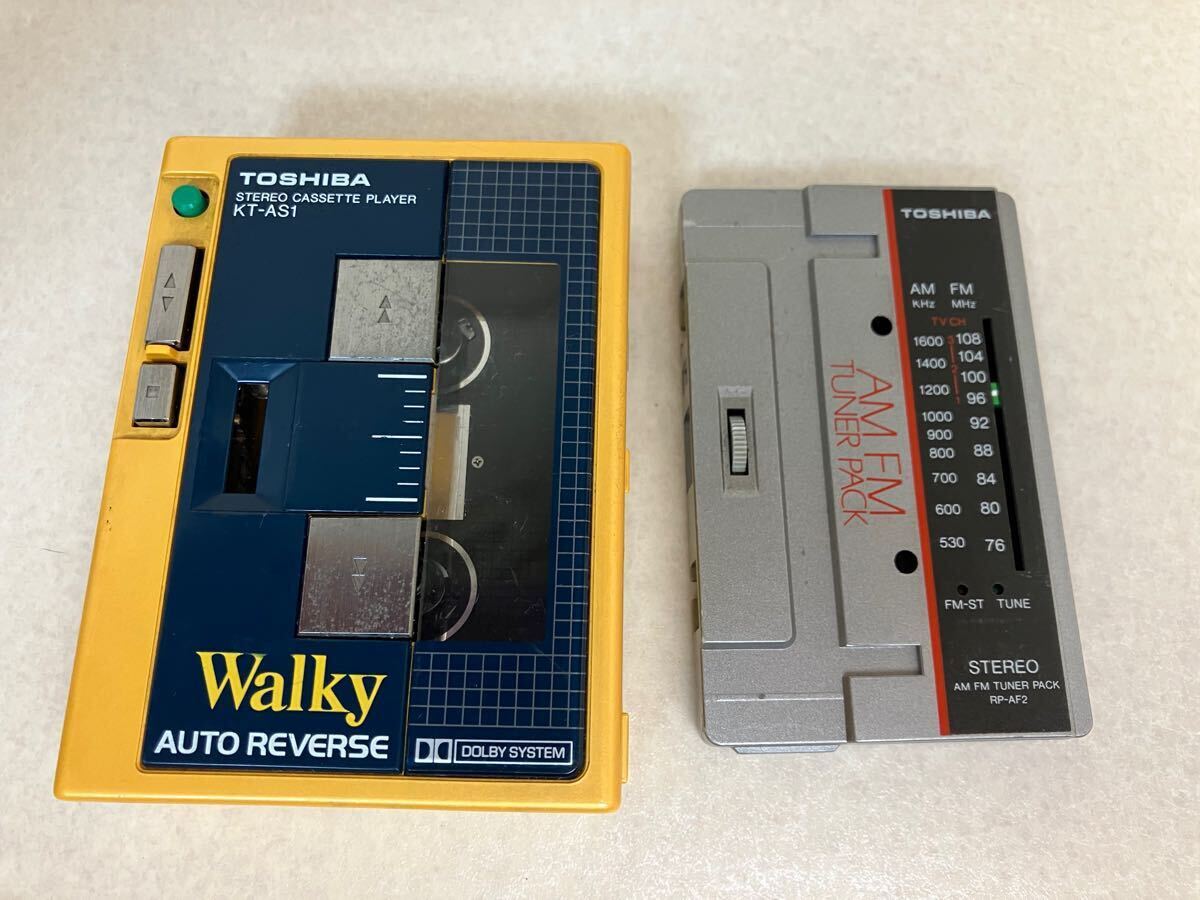 TOSHIBA
STEREO CASSETTE PLAYER
KT-AS1
Walky
AUTO REVERSE
DOLBY SYSTEM
TOSHIBA
AM FM
KHz MHz
TV CH
1600 108
1400 104
1200 100
1 96
1000 92
900
800 88
700 84
600 80
530 76
AM FM
TUNER PACK
FM-ST TUNE
STEREO
AM FM TUNER PACK
RP-AF2